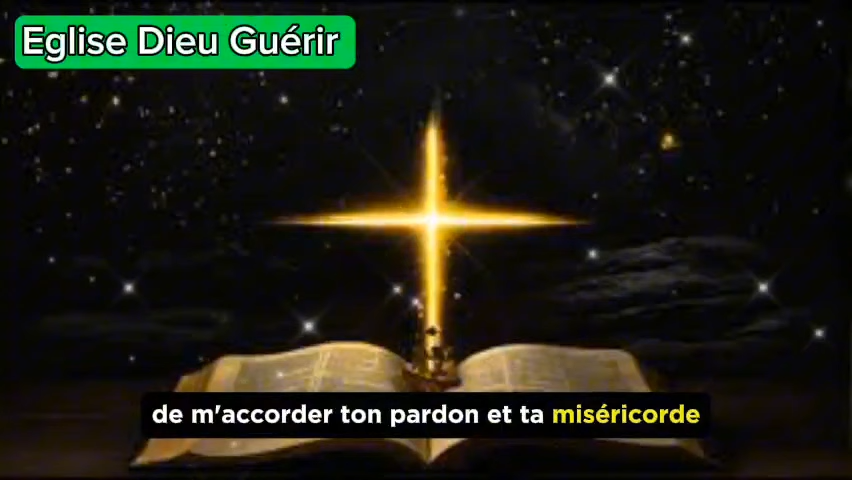 Eglise Dieu Guérir
de m'accorder ton pardon et ta miséricorde